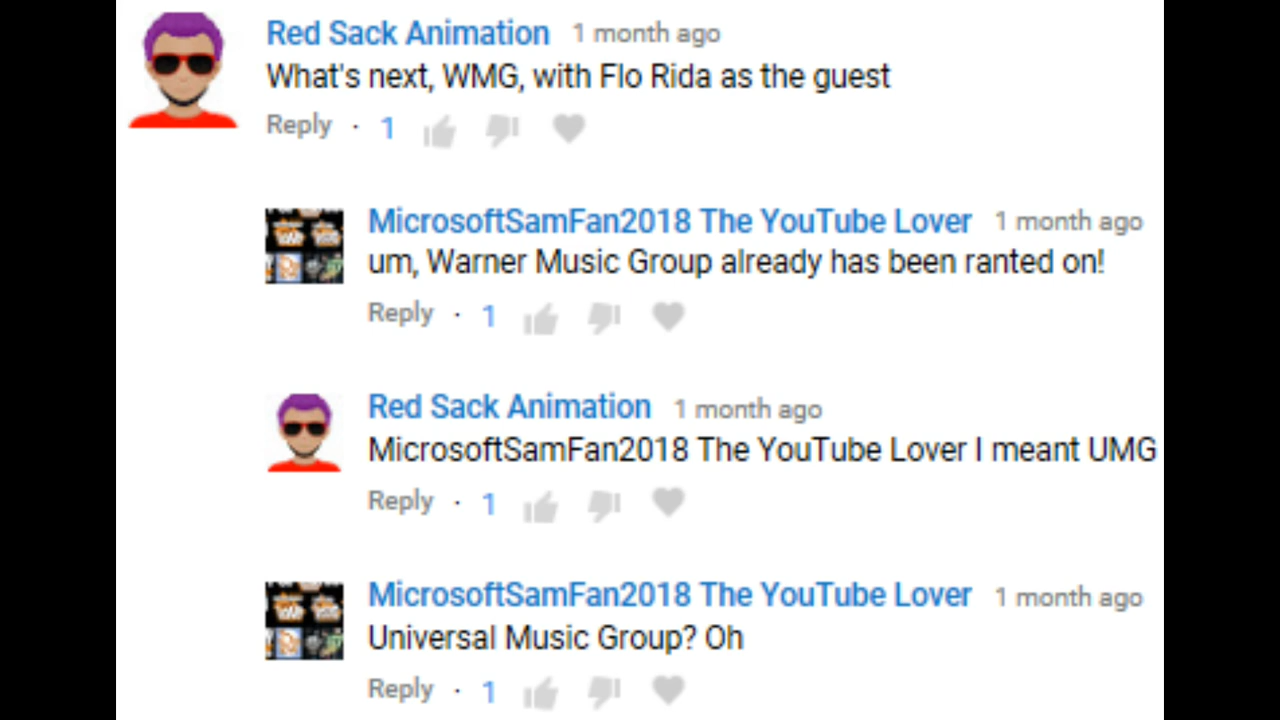 Red Sack Animation 1 month ago
What's next, WMG, with Flo Rida as the guest
Reply · 1
MicrosoftSamFan2018 The YouTube Lover 1 month ago
um, Warner Music Group already has been ranted on!
Reply · 1
Red Sack Animation 1 month ago
MicrosoftSamFan2018 The YouTube Lover I meant UMG
Reply · 1
MicrosoftSamFan2018 The YouTube Lover 1 month ago
Universal Music Group? Oh
Reply · 1